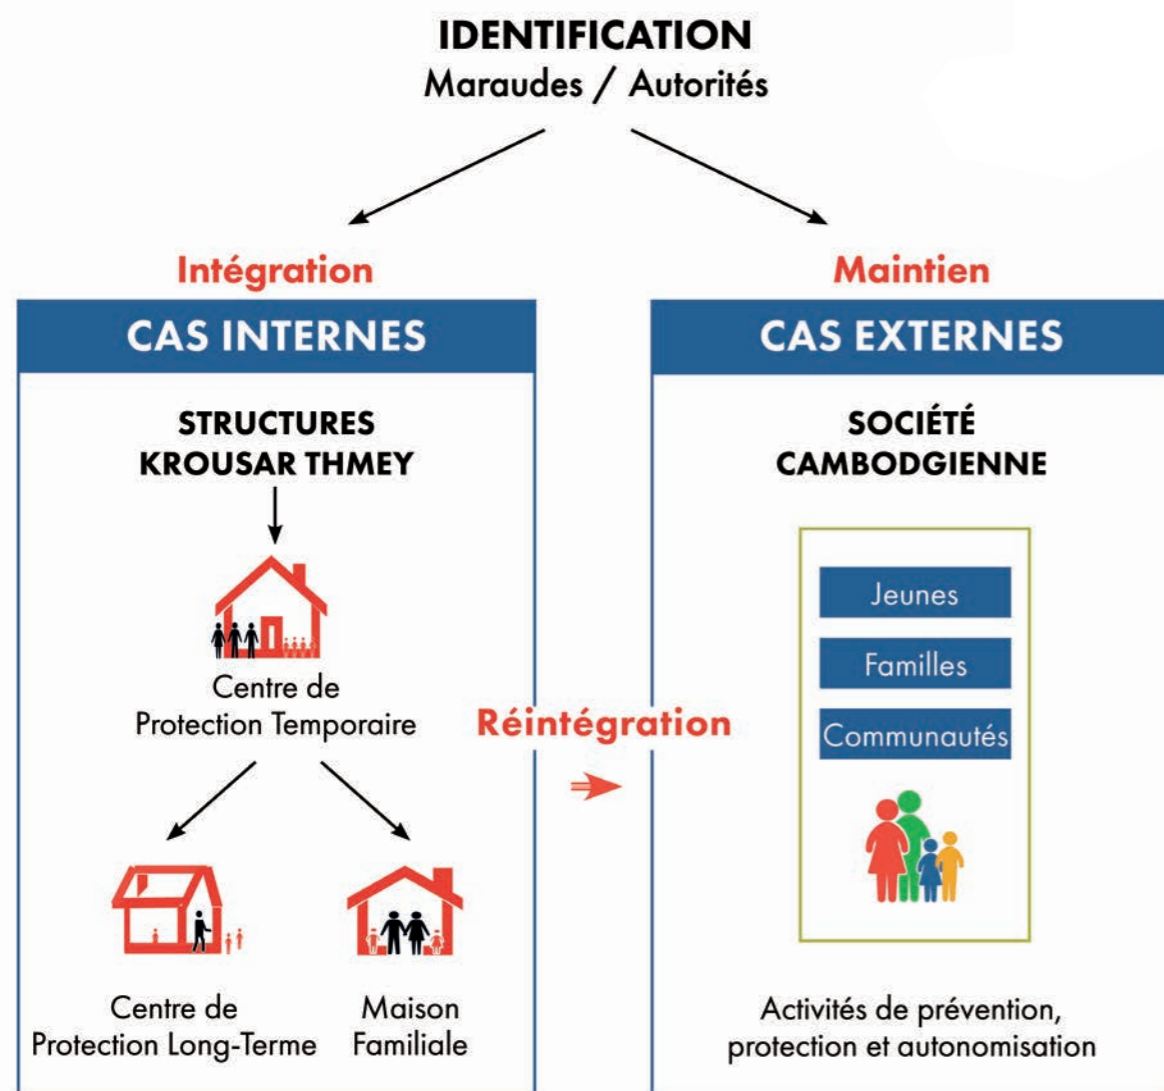 IDENTIFICATION
Maraudes / Autorités
Intégration
CAS INTERNES
STRUCTURES
KROUSAR THMEY
Centre de
Protection Temporaire
Centre de
Protection Long-Terme
Maison
Familiale
Réintégration
Maintien
CAS EXTERNES
SOCIÉTÉ
CAMBODGIENNE
Jeunes
Familles
Communautés
Activités de prévention,
protection et autonomisation